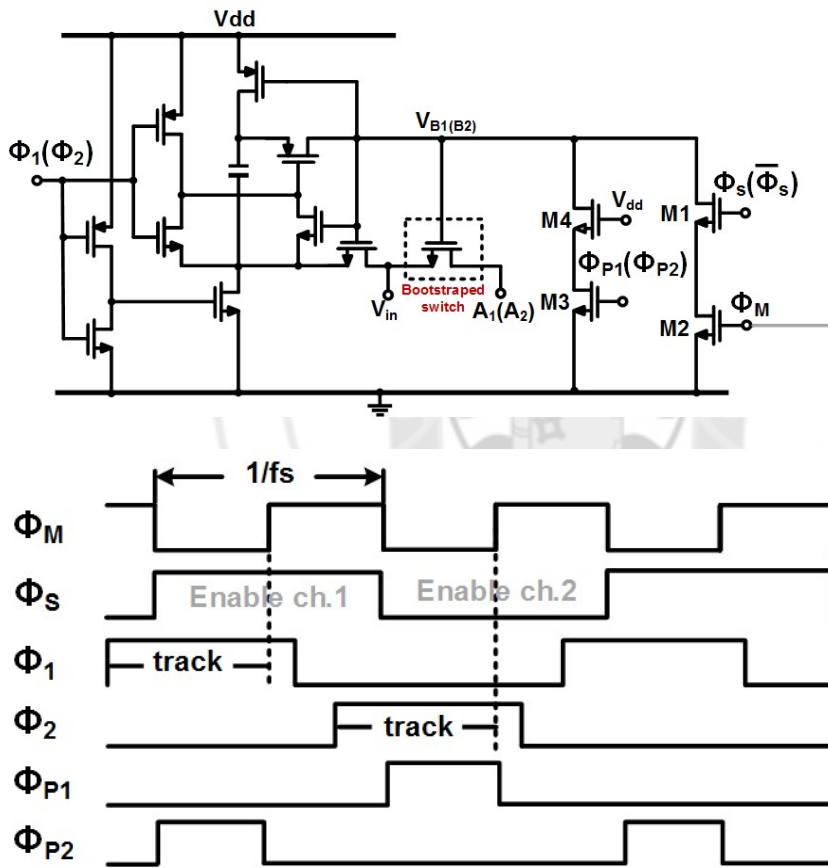 Vdd
Φ1(Φ2)
VB1(B2)
Φs(Φ̅s)
M4
Vdd
M1
ΦP1(ΦP2)
Bootstraped
switch
Vin
A1(A2)
M3
M2
ΦM
1/fs
ΦM
ΦS
Enable ch.1
Enable ch.2
Φ1
track
Φ2
track
ΦP1
ΦP2